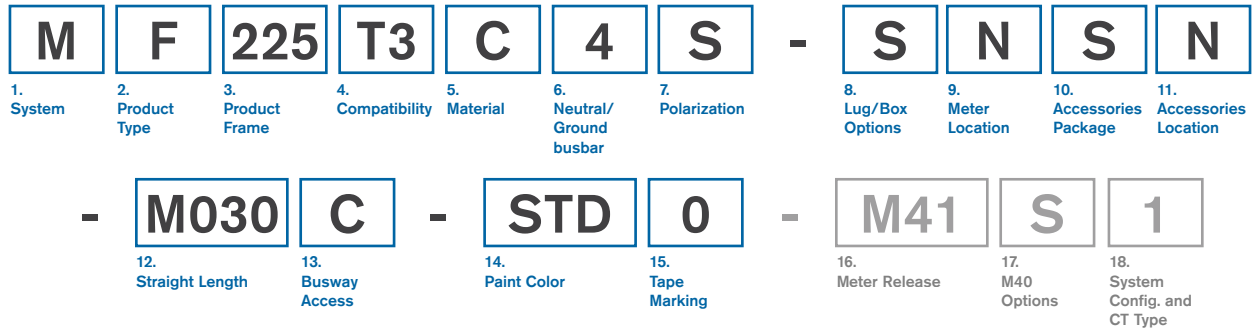 M F 225 T3 C 4 S - S N S N
1. 2. 3. 4. 5. 6. 7. 8. 9. 10. 11.
System Product Product Compatibility Material Neutral/ Polarization Lug/Box Meter Accessories Accessories
Type Frame Ground Options Location Package Location
busbar
- M030 C - STD 0 - M41 S 1
12. 13. 14. 15. 16. 17. 18.
Straight Length Busway Paint Color Tape Meter Release M40 System
Access Marking Options Config. and
CT Type